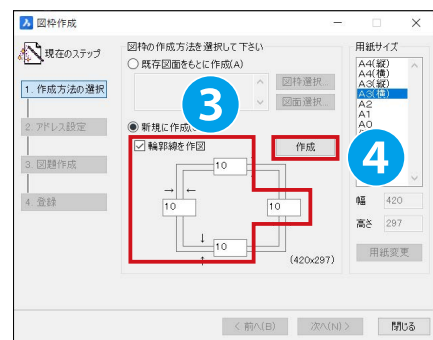 図枠作成
現在のステップ
1. 作成方法の選択
2. アドレス設定
3. 図題作成
4. 登録
図枠の作成方法を選択して下さい
既存図面をもとに作成(A)
図枠選択...
図面選択...
新規に作成
輪郭線を作図
作成
10
10
10
10
(420x297)
3
4
用紙サイズ
A4(縦)
A4(横)
A3(縦)
A3(横)
A2
A1
A0
幅 420
高さ 297
用紙変更
< 前へ(B)
次へ(N) >
閉じる